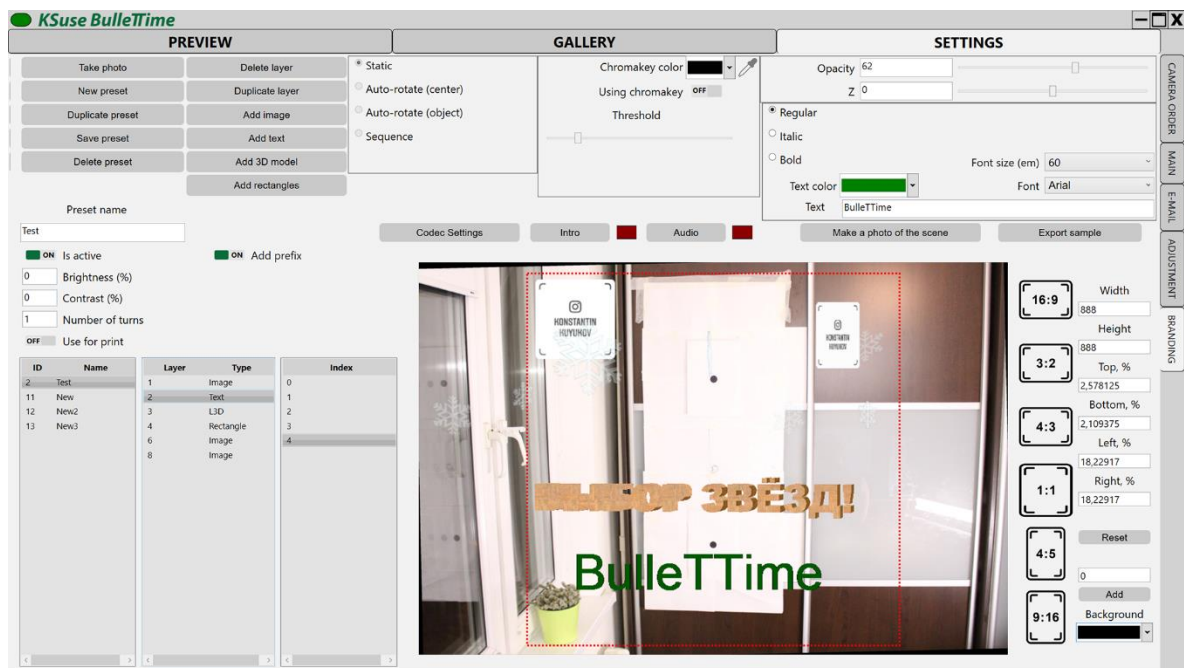 KSuse BulleTTime
PREVIEW GALLERY SETTINGS
Take photo Delete layer
New preset Duplicate layer
Duplicate preset Add image
Save preset Add text
Delete preset Add 3D model
Add rectangles
Static
Auto-rotate (center)
Auto-rotate (object)
Sequence
Chromakey color
Using chromakey OFF
Threshold
Opacity 62
Z 0
Regular
Italic
Bold
Font size (em) 60
Text color Font Arial
Text BulleTTime
CAMERA ORDER
MAIN
E-MAIL
ADJUSTMENT
BRANDING
Preset name
Test
Codec Settings Intro Audio Make a photo of the scene Export sample
ON Is active ON Add prefix
0 Brightness (%)
0 Contrast (%)
1 Number of turns
OFF Use for print
ID Name
2 Test
11 New
12 New2
13 New3
Layer Type
1 Image
2 Text
3 L3D
4 Rectangle
6 Image
8 Image
Index
0
1
2
3
4
KONSTANTIN
KUYUKOV
KONSTANTIN
KUYUKOV
ВЫБОР ЗВЁЗД!
BulleTTime
16:9
3:2
4:3
1:1
4:5
9:16
Width
888
Height
888
Top, %
2,578125
Bottom, %
2,109375
Left, %
18,22917
Right, %
18,22917
Reset
0
Add
Background